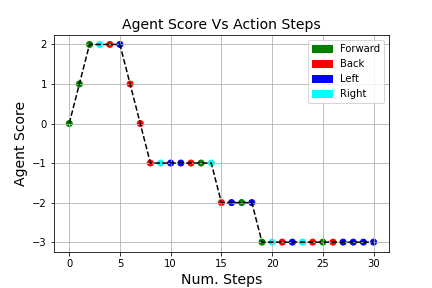 Agent Score Vs Action Steps
Agent Score
2
1
0
−1
−2
−3
Forward
Back
Left
Right
0 5 10 15 20 25 30
Num. Steps